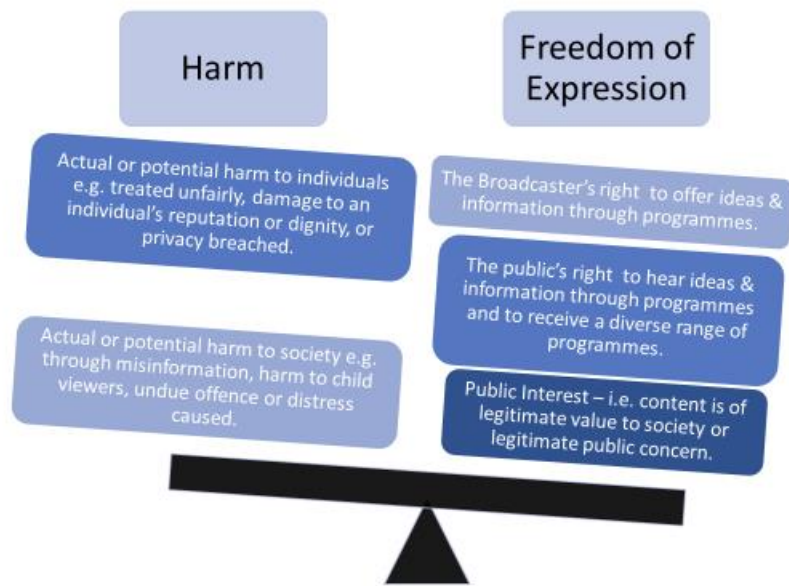 Harm
Actual or potential harm to individuals
e.g. treated unfairly, damage to an
individual's reputation or dignity, or
privacy breached.
Actual or potential harm to society e.g.
through misinformation, harm to child
viewers, undue offence or distress
caused.
Freedom of
Expression
The Broadcaster's right to offer ideas &
information through programmes.
The public's right to hear ideas &
information through programmes
and to receive a diverse range of
programmes.
Public Interest – i.e. content is of
legitimate value to society or
legitimate public concern.